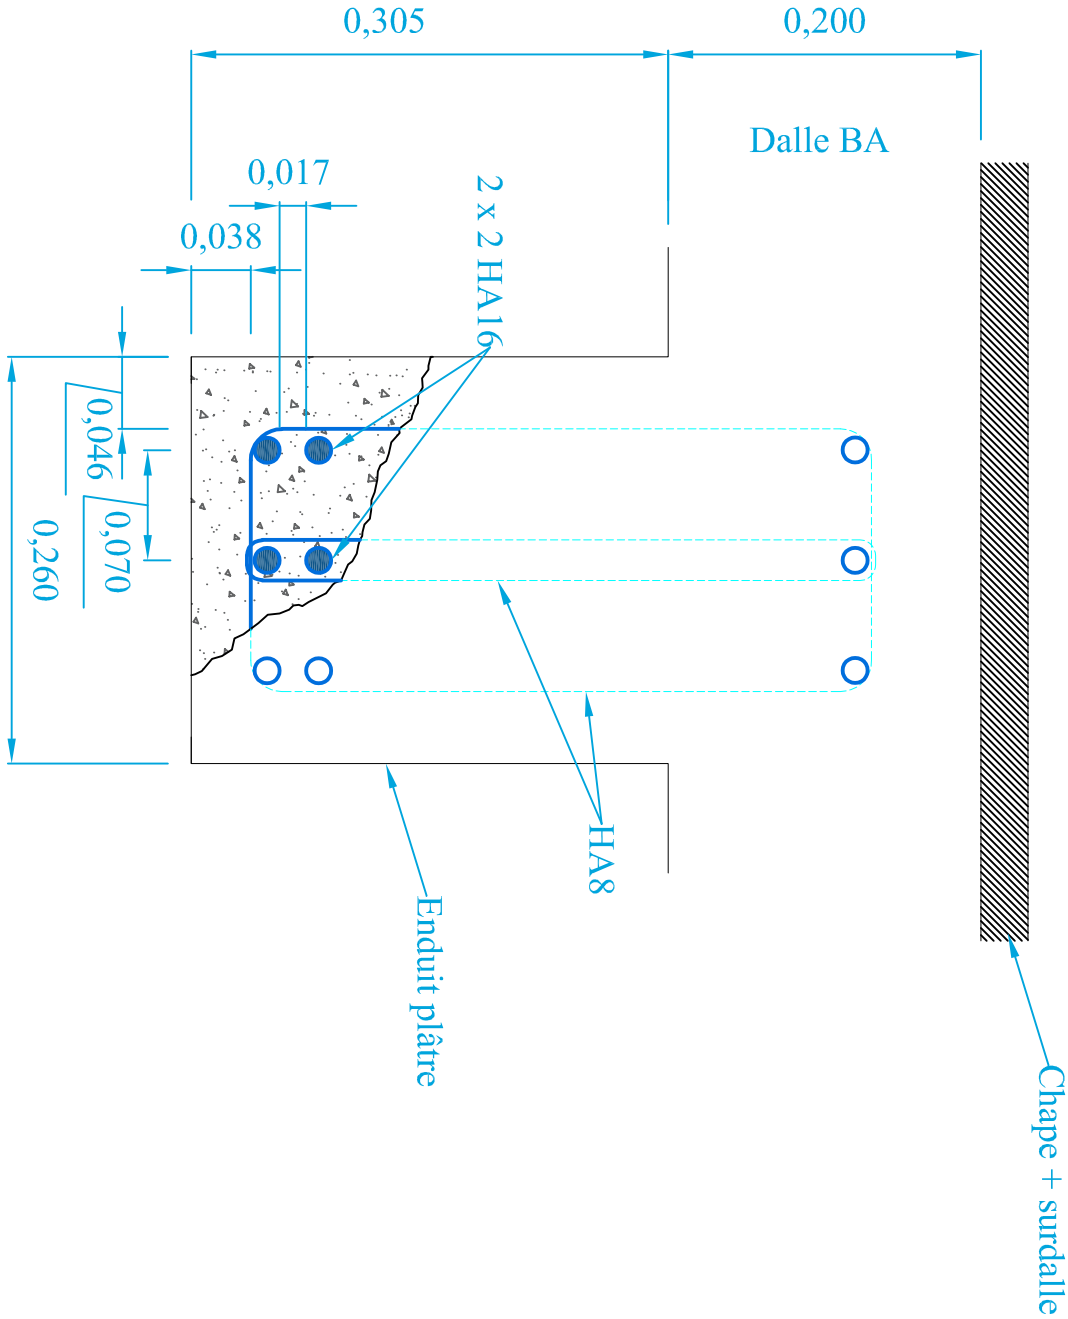 0,305
0,200
Dalle BA
0,017
2 x 2 HA16
0,038
0,046
0,070
0,260
HA8
Enduit plâtre
Chape + surdalle